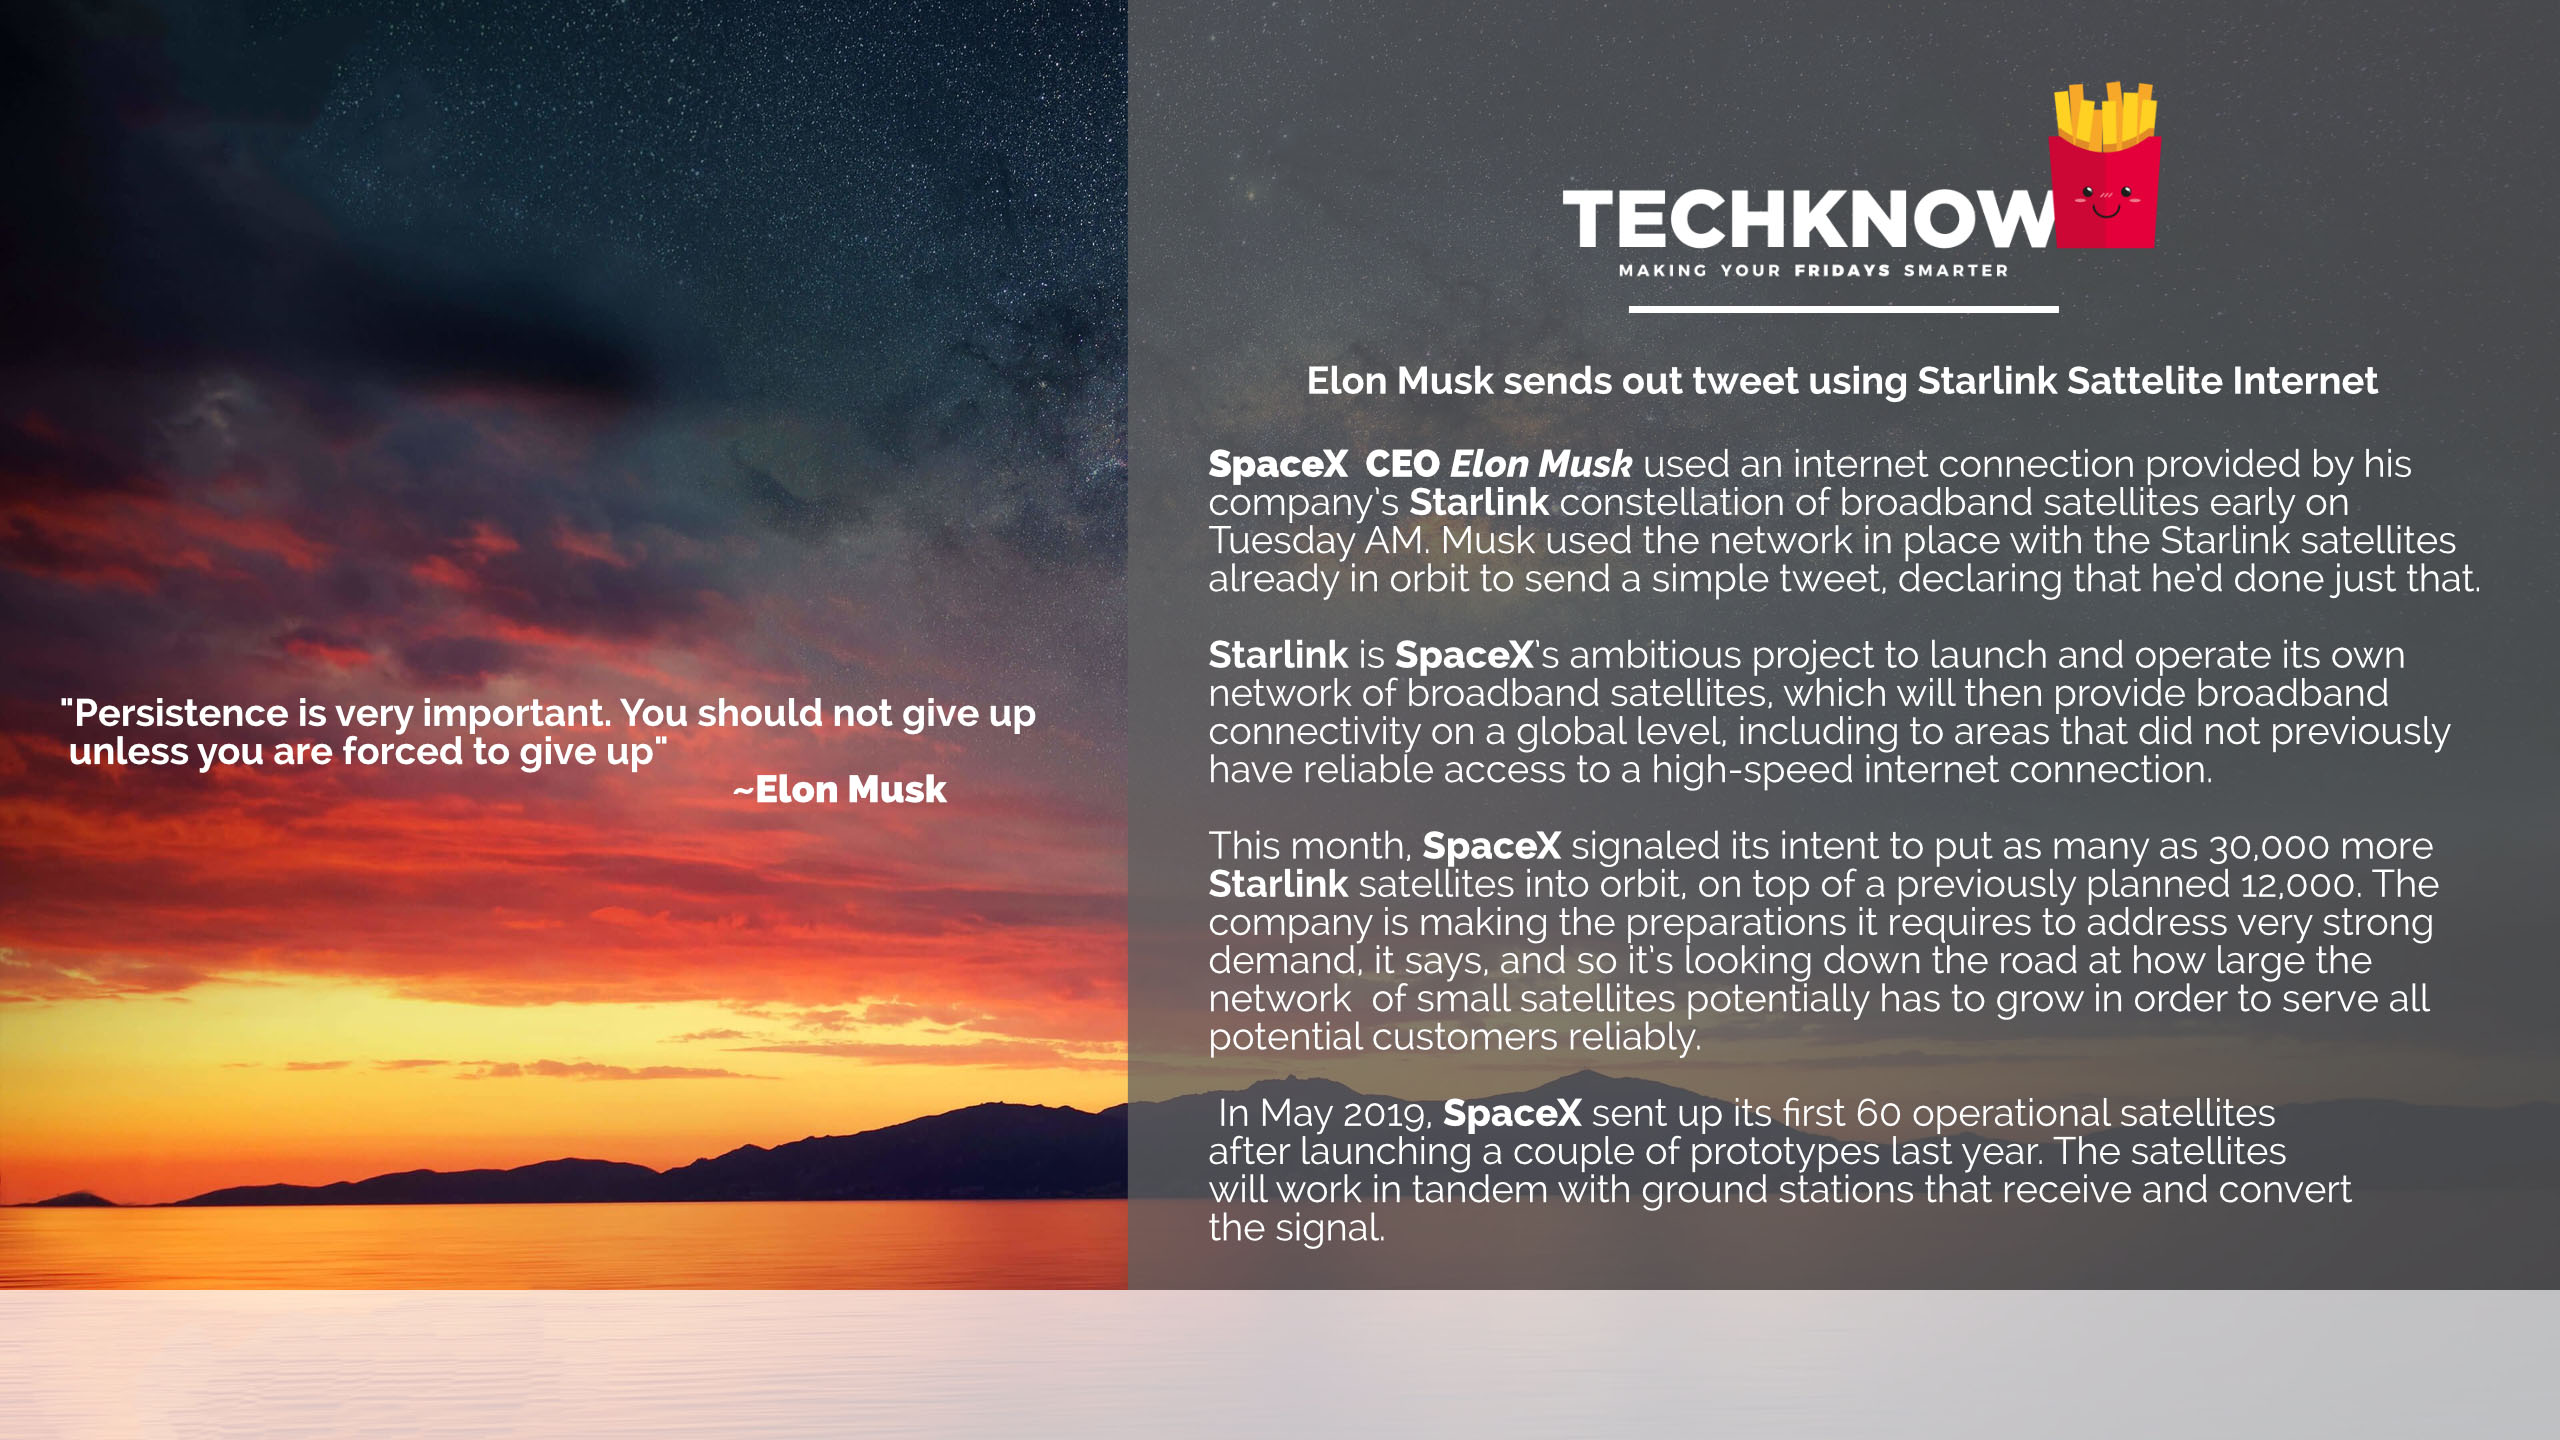 "Persistence is very important. You should not give up
unless you are forced to give up"
~Elon Musk
TECHKNOW
MAKING YOUR FRIDAYS SMARTER
Elon Musk sends out tweet using Starlink Sattelite Internet
SpaceX CEO Elon Musk used an internet connection provided by his
company's Starlink constellation of broadband satellites early on
Tuesday AM. Musk used the network in place with the Starlink satellites
already in orbit to send a simple tweet, declaring that he'd done just that.
Starlink is SpaceX's ambitious project to launch and operate its own
network of broadband satellites, which will then provide broadband
connectivity on a global level, including to areas that did not previously
have reliable access to a high-speed internet connection.
This month, SpaceX signaled its intent to put as many as 30,000 more
Starlink satellites into orbit, on top of a previously planned 12,000. The
company is making the preparations it requires to address very strong
demand, it says, and so it's looking down the road at how large the
network of small satellites potentially has to grow in order to serve all
potential customers reliably.
In May 2019, SpaceX sent up its first 60 operational satellites
after launching a couple of prototypes last year. The satellites
will work in tandem with ground stations that receive and convert
the signal.